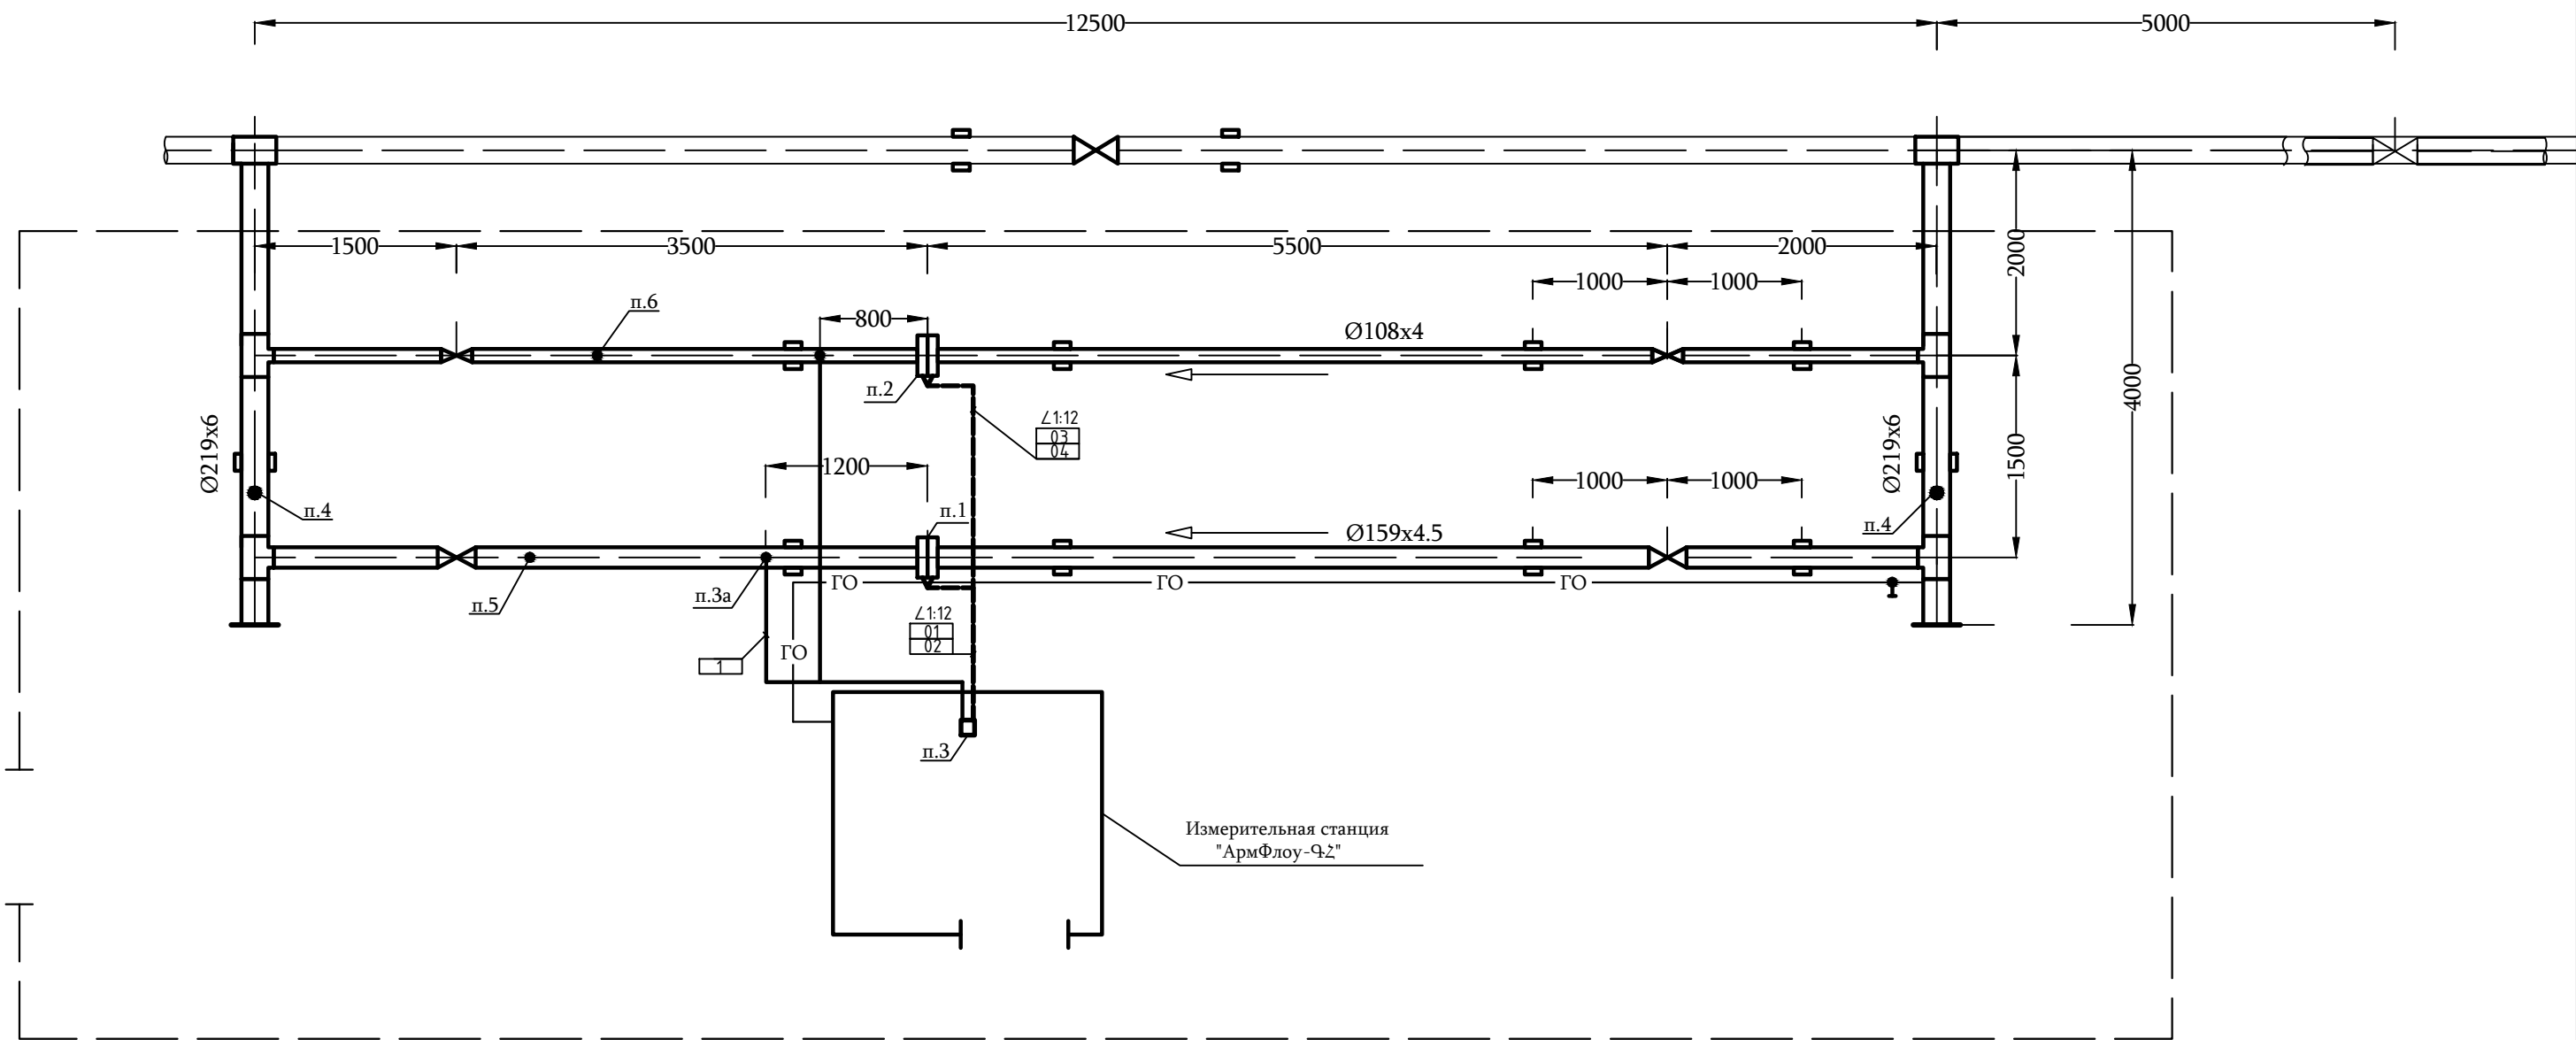 12500
5000
1500
3500
5500
2000
2000
1000
1000
п.6
800
Ø108x4
п.2
4000
∠1:12
03
04
Ø219x6
Ø219x6
1500
1200
1000
1000
п.4
п.1
п.4
Ø159x4.5
ГО
ГО
ГО
п.5
п.3а
∠1:12
01
02
ГО
1
п.3
Измерительная станция
"АрмФлоу-ԳՀ"